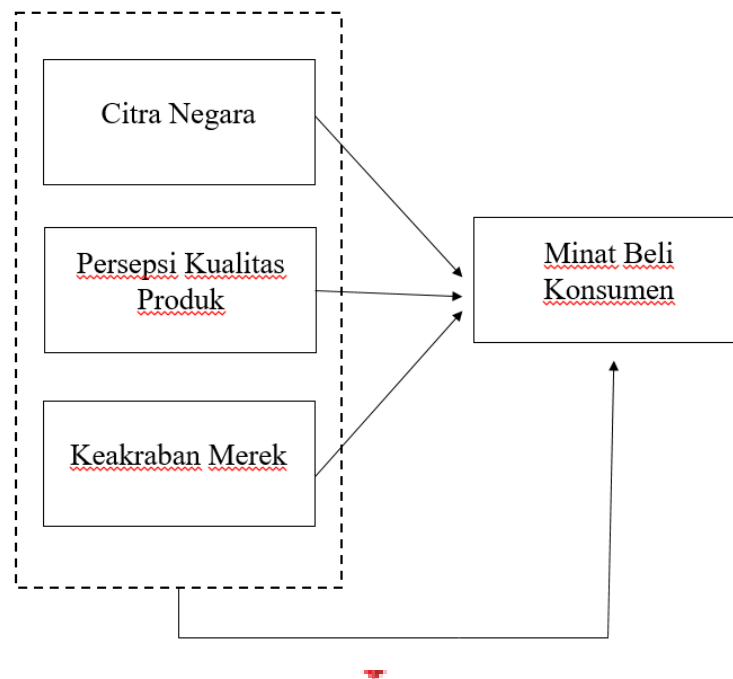 Citra Negara
Persepsi Kualitas
Produk
Keakraban Merek
Minat Beli
Konsumen